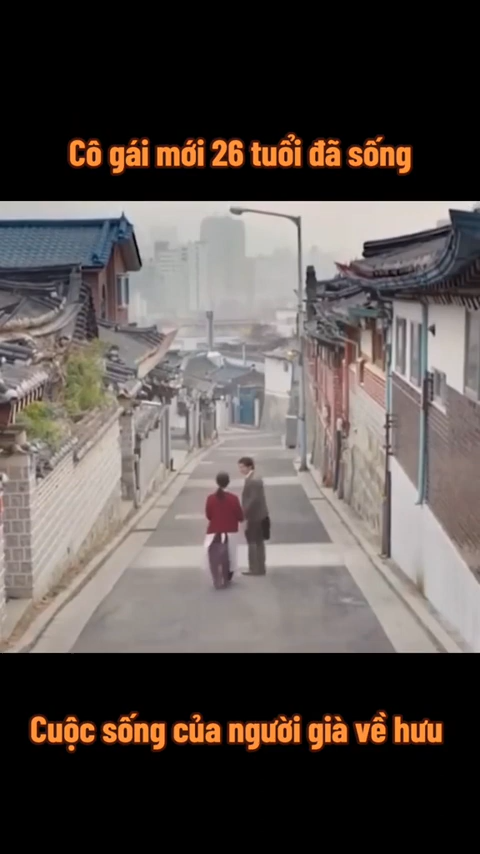 Cô gái mới 26 tuổi đã sống
Cuộc sống của người già về hưu